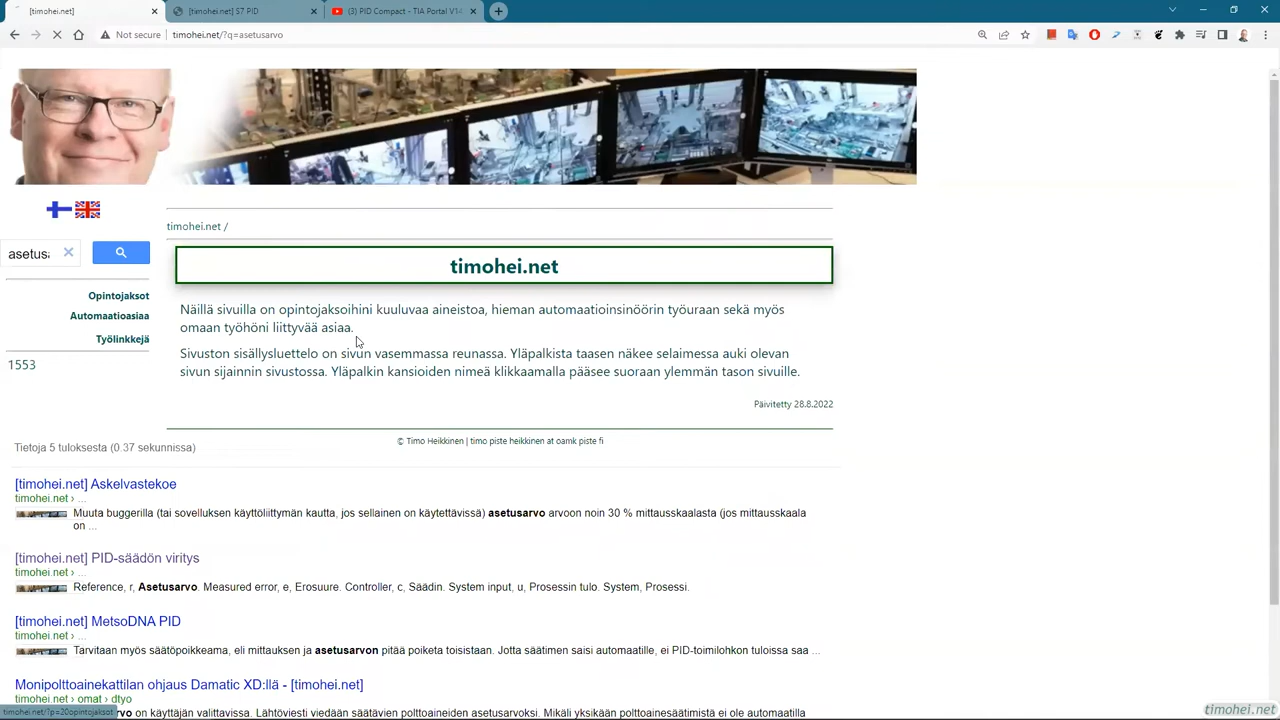 [timohei.net]
[timohei.net] S7 PID
(3) PID Compact - TIA Portal V14
Not secure
timohei.net/?q=asetusarvo
timohei.net /
asetusa
timohei.net
Opintojaksot
Automaatioasiaa
Työlinkkejä
1553
Näillä sivuilla on opintojaksoihini kuuluvaa aineistoa, hieman automaatioinsinöörin työuraan sekä myös
omaan työhöni liittyvää asiaa.
Sivuston sisällysluettelo on sivun vasemmassa reunassa. Yläpalkista taasen näkee selaimessa auki olevan
sivun sijainnin sivustossa. Yläpalkin kansioiden nimeä klikkaamalla pääsee suoraan ylemmän tason sivuille.
Päivitetty 28.8.2022
© Timo Heikkinen | timo piste heikkinen at oamk piste fi
Tietoja 5 tuloksesta (0.37 sekunnissa)
[timohei.net] Askelvastekoe
timohei.net › ...
Muuta buggerilla (tai sovelluksen käyttöliittymän kautta, jos sellainen on käytettävissä) asetusarvo arvoon noin 30 % mittausskaalasta (jos mittausskaala
on ...
[timohei.net] PID-säädön viritys
timohei.net › ...
Reference, r, Asetusarvo. Measured error, e, Erosuure. Controller, c, Säädin. System input, u, Prosessin tulo. System, Prosessi.
[timohei.net] MetsoDNA PID
timohei.net › ...
Tarvitaan myös säätöpoikkeama, eli mittauksen ja asetusarvon pitää poiketa toisistaan. Jotta säätimen saisi automaatille, ei PID-toimilohkon tuloissa saa ...
Monipolttoainekattilan ohjaus Damatic XD:llä - [timohei.net]
timohei.net › omat › dtyo
timohei.net/?p=20opintojaksot
rvo on käyttäjän valittavissa. Lähtöviesti viedään säätävien polttoaineiden asetusarvoksi. Mikäli yksikään polttoainesäätimistä ei ole automaatilla
timohei.net